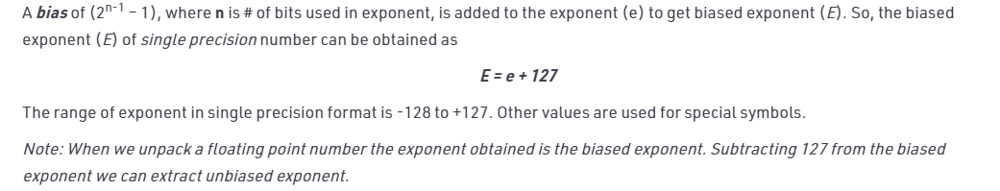 A bias of (2ⁿ⁻¹ – 1), where n is # of bits used in exponent, is added to the exponent (e) to get biased exponent (E). So, the biased
exponent (E) of single precision number can be obtained as
E = e + 127
The range of exponent in single precision format is -128 to +127. Other values are used for special symbols.
Note: When we unpack a floating point number the exponent obtained is the biased exponent. Subtracting 127 from the biased
exponent we can extract unbiased exponent.